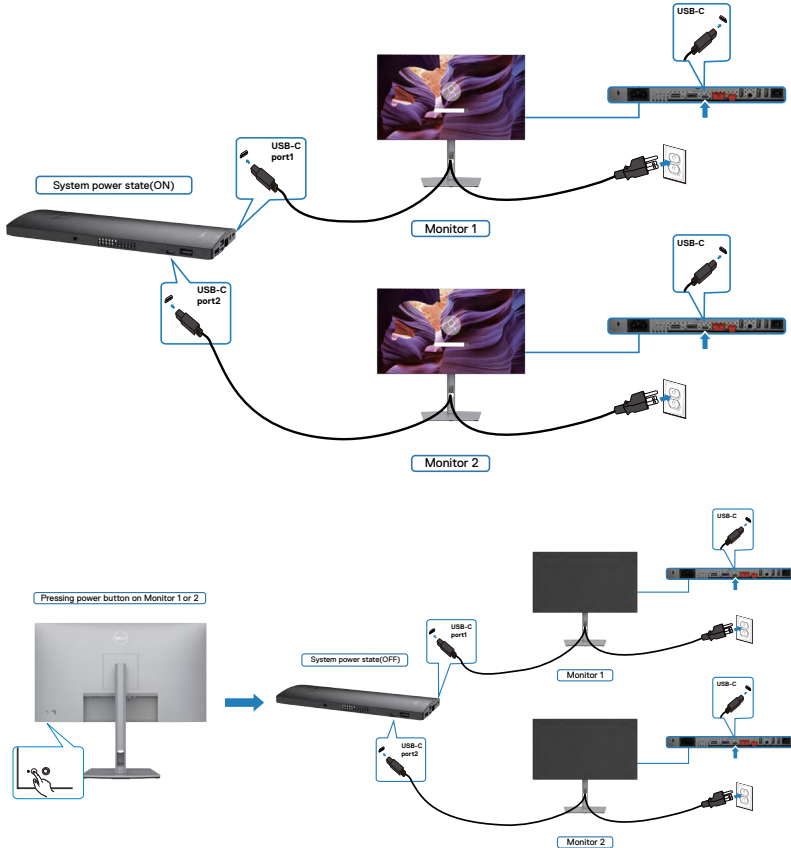 USB-C
USB-C
port1
System power state(ON)
Monitor 1
USB-C
USB-C
port2
Monitor 2
USB-C
Pressing power button on Monitor 1 or 2
USB-C
port1
System power state(OFF)
Monitor 1
USB-C
USB-C
port2
Monitor 2